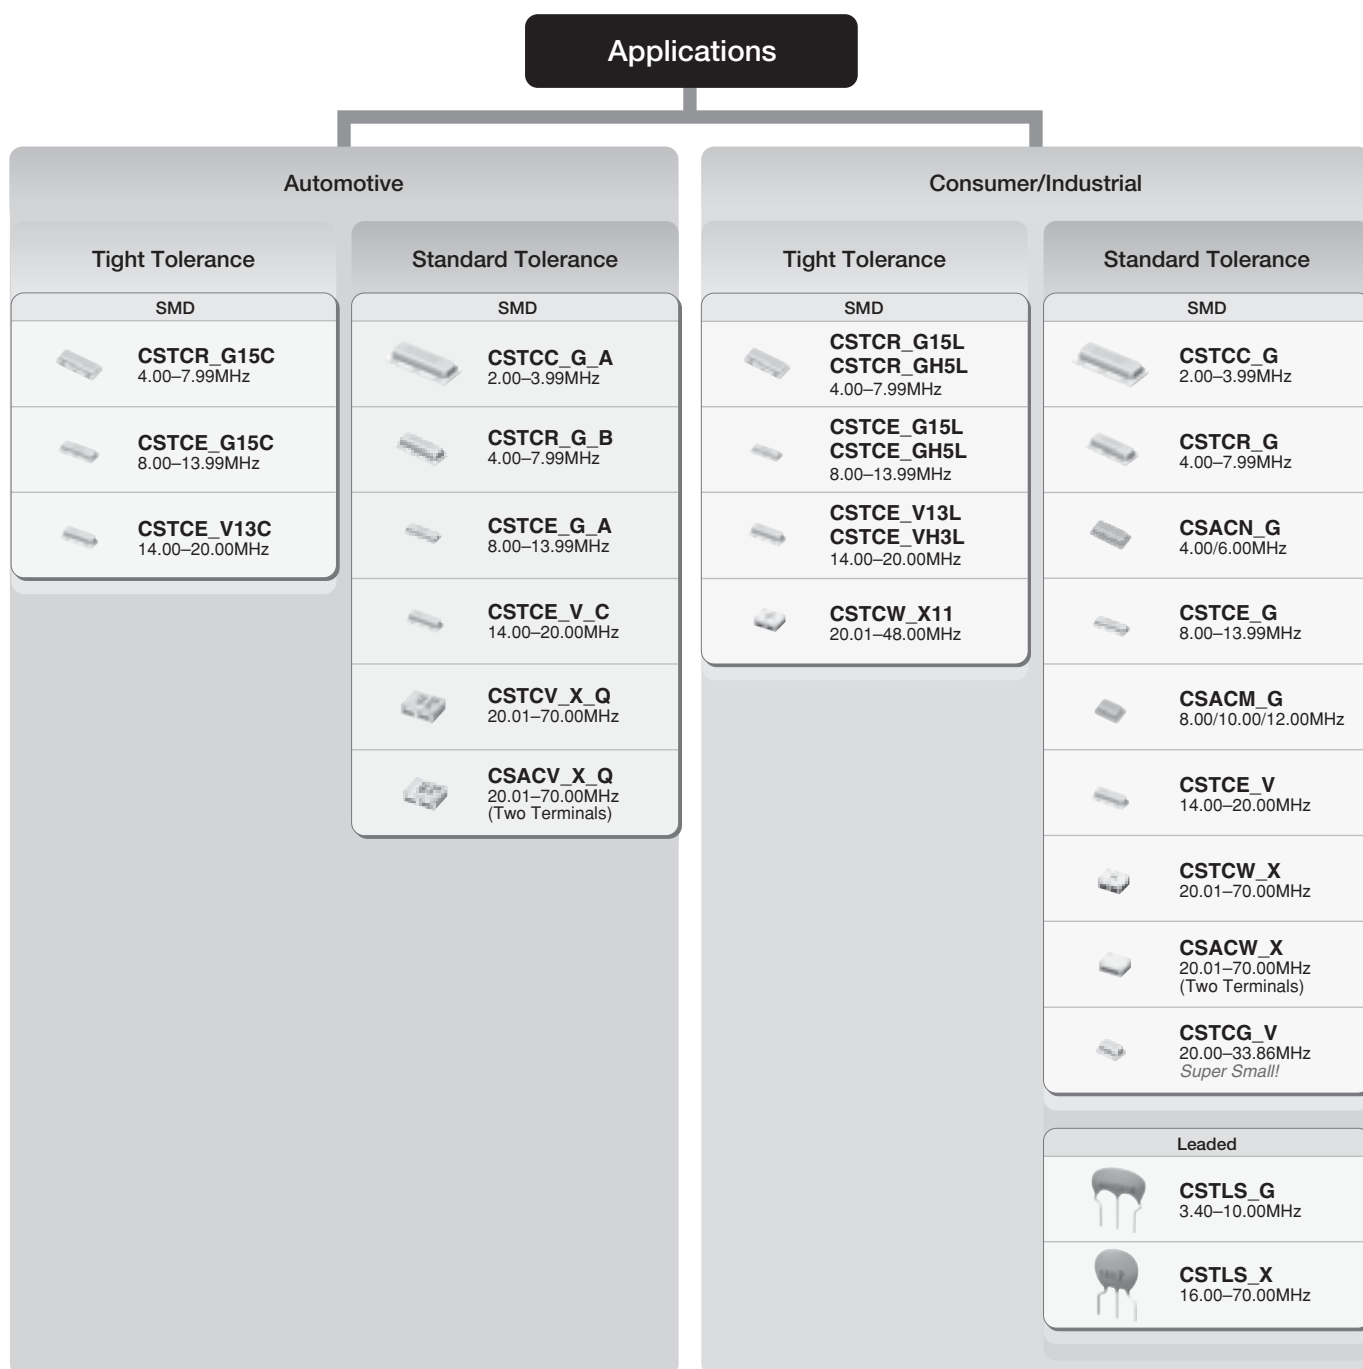 Applications
Automotive
Tight Tolerance
SMD
CSTCR_G15C
4.00–7.99MHz
CSTCE_G15C
8.00–13.99MHz
CSTCE_V13C
14.00–20.00MHz
Standard Tolerance
SMD
CSTCC_G_A
2.00–3.99MHz
CSTCR_G_B
4.00–7.99MHz
CSTCE_G_A
8.00–13.99MHz
CSTCE_V_C
14.00–20.00MHz
CSTCV_X_Q
20.01–70.00MHz
CSACV_X_Q
20.01–70.00MHz
(Two Terminals)
Consumer/Industrial
Tight Tolerance
SMD
CSTCR_G15L
CSTCR_GH5L
4.00–7.99MHz
CSTCE_G15L
CSTCE_GH5L
8.00–13.99MHz
CSTCE_V13L
CSTCE_VH3L
14.00–20.00MHz
CSTCW_X11
20.01–48.00MHz
Standard Tolerance
SMD
CSTCC_G
2.00–3.99MHz
CSTCR_G
4.00–7.99MHz
CSACN_G
4.00/6.00MHz
CSTCE_G
8.00–13.99MHz
CSACM_G
8.00/10.00/12.00MHz
CSTCE_V
14.00–20.00MHz
CSTCW_X
20.01–70.00MHz
CSACW_X
20.01–70.00MHz
(Two Terminals)
CSTCG_V
20.00–33.86MHz
Super Small!
Leaded
CSTLS_G
3.40–10.00MHz
CSTLS_X
16.00–70.00MHz